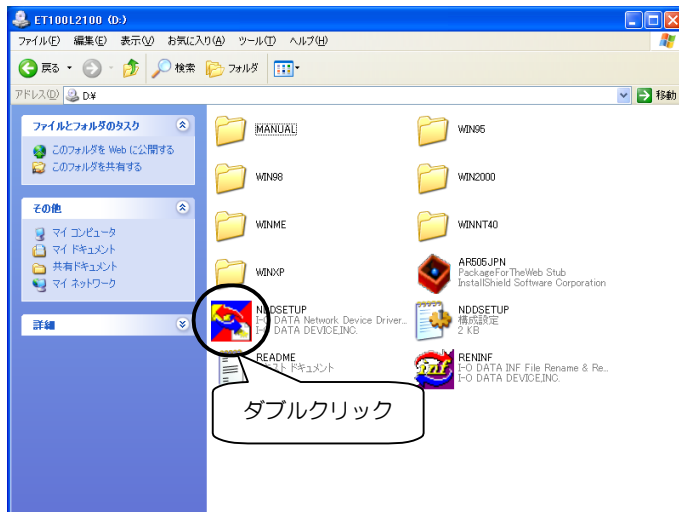 ET100L2100 (D:)
ファイル(F) 編集(E) 表示(V) お気に入り(A) ツール(T) ヘルプ(H)
戻る 検索 フォルダ
アドレス(D) D:¥ 移動
ファイルとフォルダのタスク
このフォルダを Web に公開する
このフォルダを共有する
その他
マイ コンピュータ
マイ ドキュメント
共有ドキュメント
マイ ネットワーク
詳細
MANUAL
WIN95
WIN98
WIN2000
WINME
WINNT40
WINXP
AR505JPN
PackageForTheWeb Stub
InstallShield Software Corporation
NDDSETUP
I-O DATA Network Device Driver...
I-O DATA DEVICE,INC.
NDDSETUP
構成設定
2 KB
README
テキスト ドキュメント
RENINF
I-O DATA INF File Rename & Re...
I-O DATA DEVICE,INC.
ダブルクリック